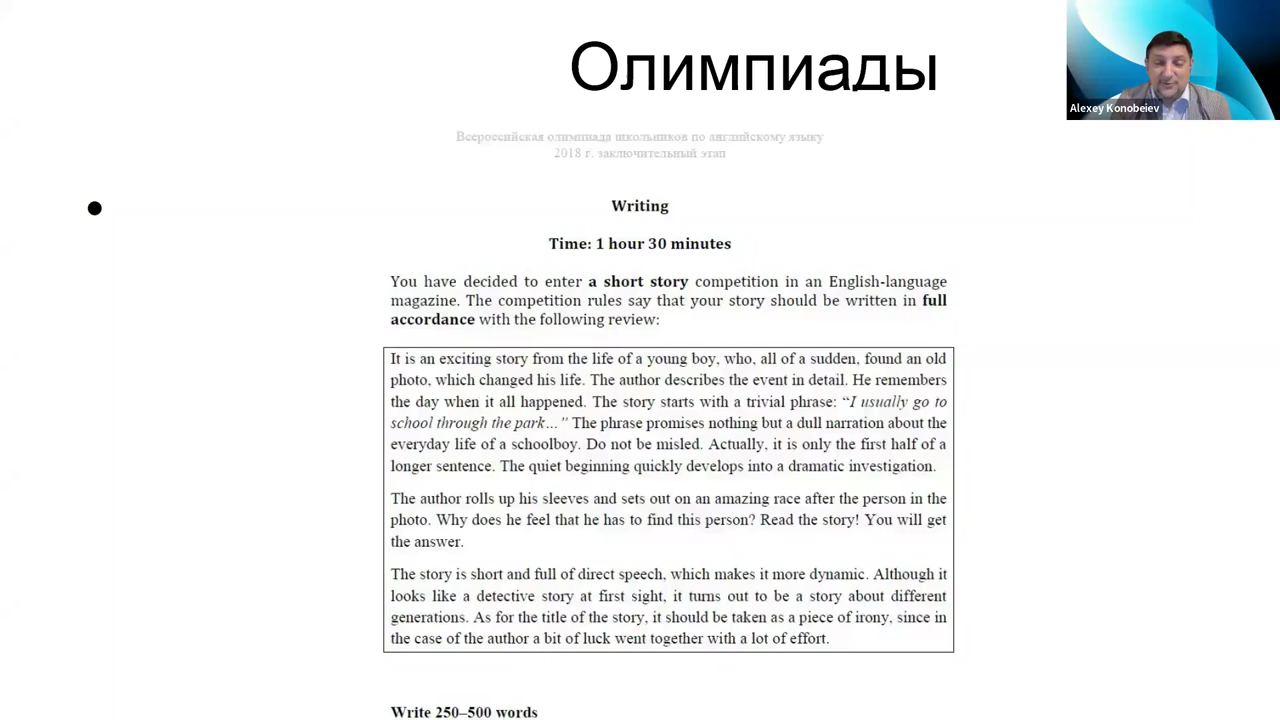 Олимпиады
Alexey Konobeiev
Всероссийская олимпиада школьников по английскому языку
2018 г. заключительный этап
Writing
Time: 1 hour 30 minutes
You have decided to enter a short story competition in an English-language
magazine. The competition rules say that your story should be written in full
accordance with the following review:
It is an exciting story from the life of a young boy, who, all of a sudden, found an old
photo, which changed his life. The author describes the event in detail. He remembers
the day when it all happened. The story starts with a trivial phrase: “I usually go to
school through the park…” The phrase promises nothing but a dull narration about the
everyday life of a schoolboy. Do not be misled. Actually, it is only the first half of a
longer sentence. The quiet beginning quickly develops into a dramatic investigation.
The author rolls up his sleeves and sets out on an amazing race after the person in the
photo. Why does he feel that he has to find this person? Read the story! You will get
the answer.
The story is short and full of direct speech, which makes it more dynamic. Although it
looks like a detective story at first sight, it turns out to be a story about different
generations. As for the title of the story, it should be taken as a piece of irony, since in
the case of the author a bit of luck went together with a lot of effort.
Write 250–500 words